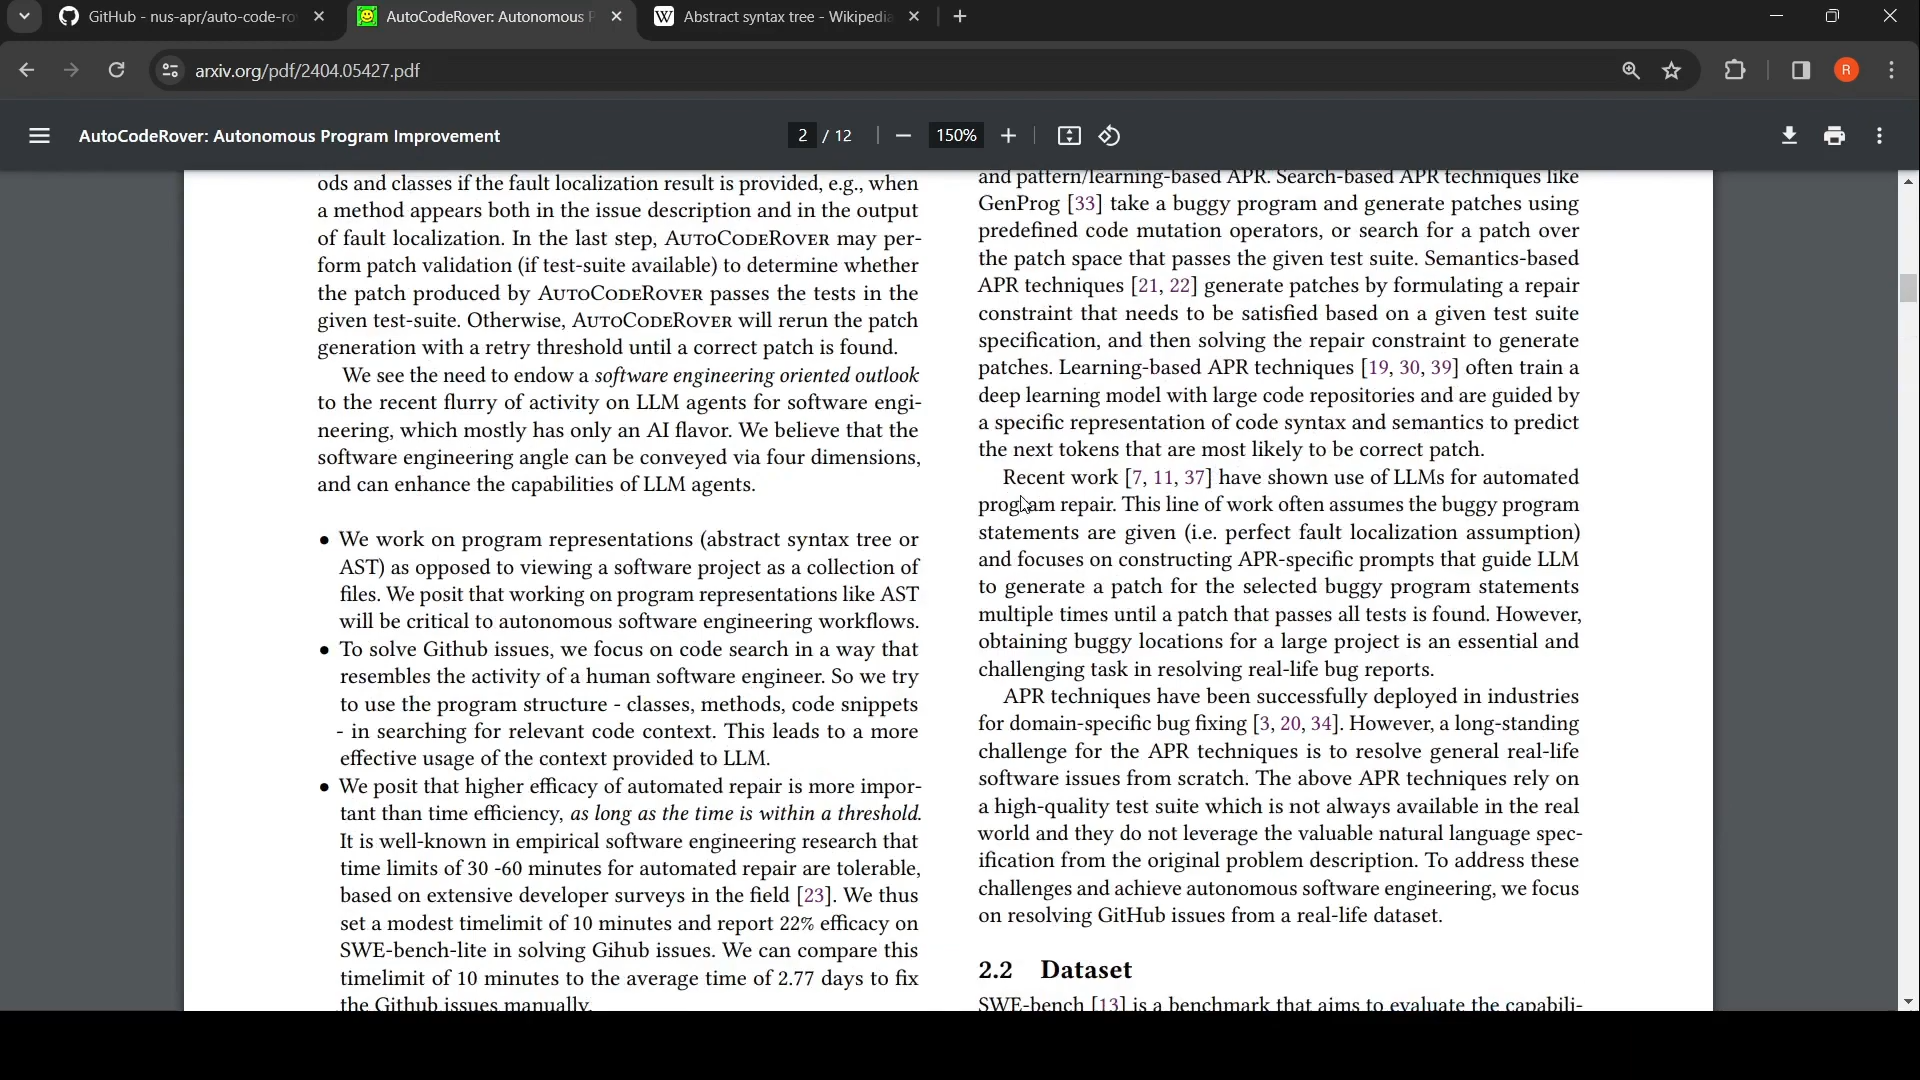 GitHub - nus-apr/auto-code-ro
AutoCodeRover: Autonomous P
Abstract syntax tree - Wikipedia
arxiv.org/pdf/2404.05427.pdf
R
AutoCodeRover: Autonomous Program Improvement
2 / 12
150%
ods and classes if the fault localization result is provided, e.g., when
a method appears both in the issue description and in the output
of fault localization. In the last step, AUTOCODEROVER may per-
form patch validation (if test-suite available) to determine whether
the patch produced by AUTOCODEROVER passes the tests in the
given test-suite. Otherwise, AUTOCODEROVER will rerun the patch
generation with a retry threshold until a correct patch is found.
We see the need to endow a software engineering oriented outlook
to the recent flurry of activity on LLM agents for software engi-
neering, which mostly has only an AI flavor. We believe that the
software engineering angle can be conveyed via four dimensions,
and can enhance the capabilities of LLM agents.
• We work on program representations (abstract syntax tree or
AST) as opposed to viewing a software project as a collection of
files. We posit that working on program representations like AST
will be critical to autonomous software engineering workflows.
• To solve Github issues, we focus on code search in a way that
resembles the activity of a human software engineer. So we try
to use the program structure - classes, methods, code snippets
- in searching for relevant code context. This leads to a more
effective usage of the context provided to LLM.
• We posit that higher efficacy of automated repair is more impor-
tant than time efficiency, as long as the time is within a threshold.
It is well-known in empirical software engineering research that
time limits of 30 -60 minutes for automated repair are tolerable,
based on extensive developer surveys in the field [23]. We thus
set a modest timelimit of 10 minutes and report 22% efficacy on
SWE-bench-lite in solving Gihub issues. We can compare this
timelimit of 10 minutes to the average time of 2.77 days to fix
the Github issues manually.
and pattern/learning-based APR. Search-based APR techniques like
GenProg [33] take a buggy program and generate patches using
predefined code mutation operators, or search for a patch over
the patch space that passes the given test suite. Semantics-based
APR techniques [21, 22] generate patches by formulating a repair
constraint that needs to be satisfied based on a given test suite
specification, and then solving the repair constraint to generate
patches. Learning-based APR techniques [19, 30, 39] often train a
deep learning model with large code repositories and are guided by
a specific representation of code syntax and semantics to predict
the next tokens that are most likely to be correct patch.
Recent work [7, 11, 37] have shown use of LLMs for automated
program repair. This line of work often assumes the buggy program
statements are given (i.e. perfect fault localization assumption)
and focuses on constructing APR-specific prompts that guide LLM
to generate a patch for the selected buggy program statements
multiple times until a patch that passes all tests is found. However,
obtaining buggy locations for a large project is an essential and
challenging task in resolving real-life bug reports.
APR techniques have been successfully deployed in industries
for domain-specific bug fixing [3, 20, 34]. However, a long-standing
challenge for the APR techniques is to resolve general real-life
software issues from scratch. The above APR techniques rely on
a high-quality test suite which is not always available in the real
world and they do not leverage the valuable natural language spec-
ification from the original problem description. To address these
challenges and achieve autonomous software engineering, we focus
on resolving GitHub issues from a real-life dataset.
2.2 Dataset
SWE-bench [13] is a benchmark that aims to evaluate the capabili-